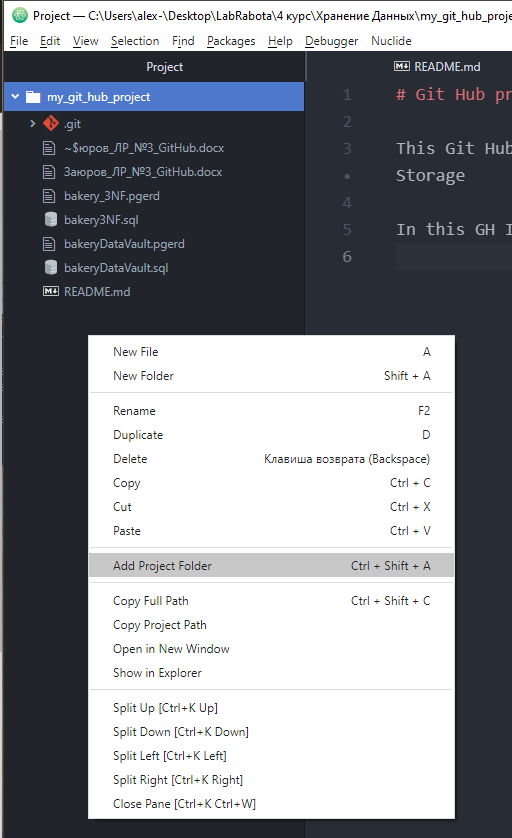 Project — C:\Users\alex-\Desktop\LabRabota\4 курс\Хранение Данных\my_git_hub_proje
File Edit View Selection Find Packages Help Debugger Nuclide
Project
README.md
my_git_hub_project
.git
~$юров_ЛР_№3_GitHub.docx
Заюров_ЛР_№3_GitHub.docx
bakery_3NF.pgerd
bakery3NF.sql
bakeryDataVault.pgerd
bakeryDataVault.sql
README.md
1 # Git Hub pr
2
3 This Git Hub
• Storage
4
5 In this GH I
6
New File A
New Folder Shift + A
Rename F2
Duplicate D
Delete Клавиша возврата (Backspace)
Copy Ctrl + C
Cut Ctrl + X
Paste Ctrl + V
Add Project Folder Ctrl + Shift + A
Copy Full Path Ctrl + Shift + C
Copy Project Path
Open in New Window
Show in Explorer
Split Up [Ctrl+K Up]
Split Down [Ctrl+K Down]
Split Left [Ctrl+K Left]
Split Right [Ctrl+K Right]
Close Pane [Ctrl+K Ctrl+W]